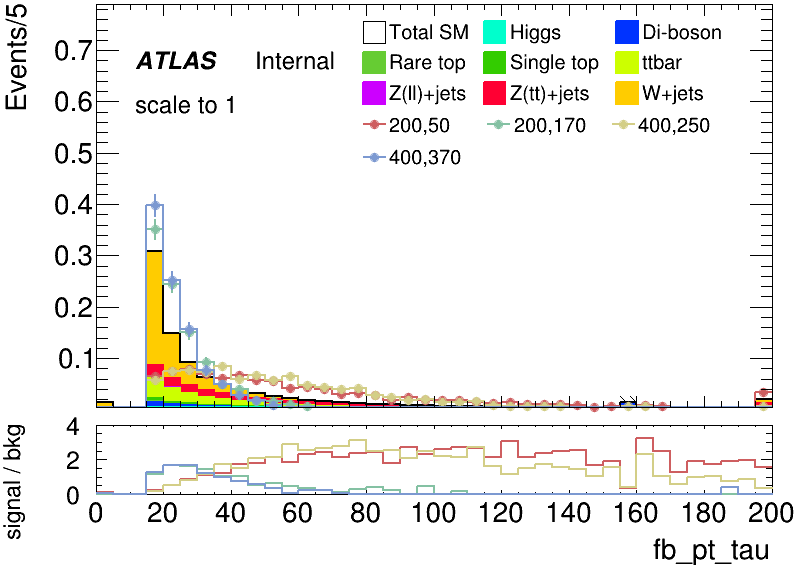 Events/5
0.7
0.6
0.5
0.4
0.3
0.2
0.1
ATLAS Internal
scale to 1
Total SM Higgs Di-boson
Rare top Single top ttbar
Z(ll)+jets Z(tt)+jets W+jets
200,50 200,170 400,250
400,370
signal / bkg
4
2
0
0 20 40 60 80 100 120 140 160 180 200
fb_pt_tau